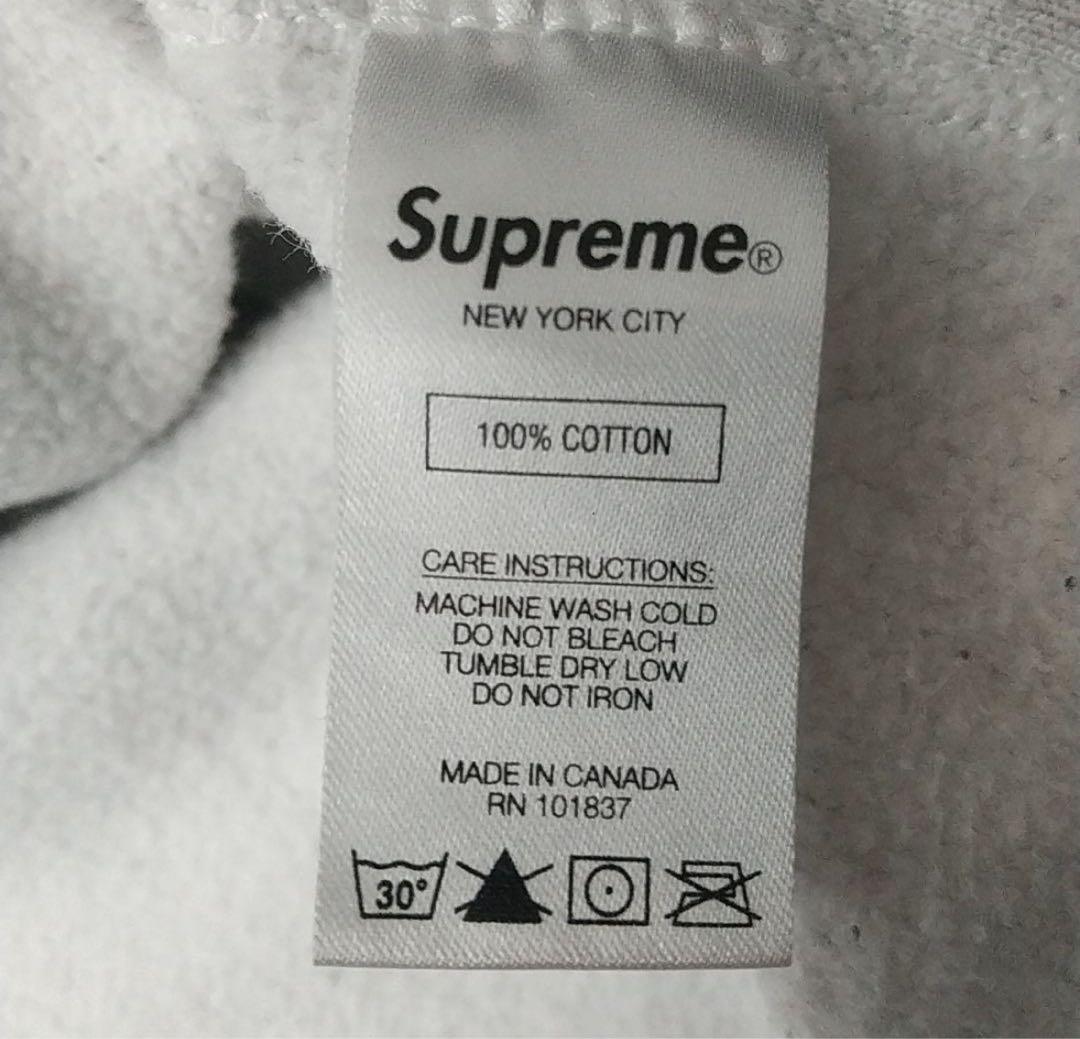 Supreme®
NEW YORK CITY
100% COTTON
CARE INSTRUCTIONS:
MACHINE WASH COLD
DO NOT BLEACH
TUMBLE DRY LOW
DO NOT IRON
MADE IN CANADA
RN 101837
30°